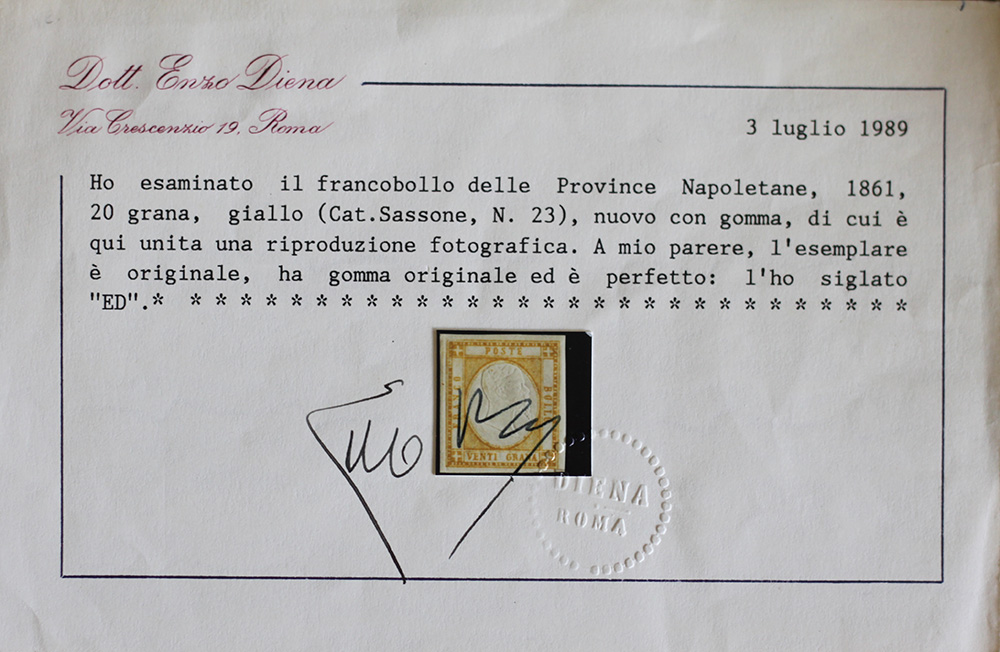 Dott. Enzo Diena
Via Crescenzio 19, Roma
3 luglio 1989
Ho esaminato il francobollo delle Province Napoletane, 1861,
20 grana, giallo (Cat.Sassone, N. 23), nuovo con gomma, di cui è
qui unita una riproduzione fotografica. A mio parere, l'esemplare
è originale, ha gomma originale ed è perfetto: l'ho siglato
"ED".* * * * * * * * * * * * * * * * * * * * * * * * * * * * * *
POSTE
FRANCO
BOLLO
VENTI GRANA
DIENA
ROMA